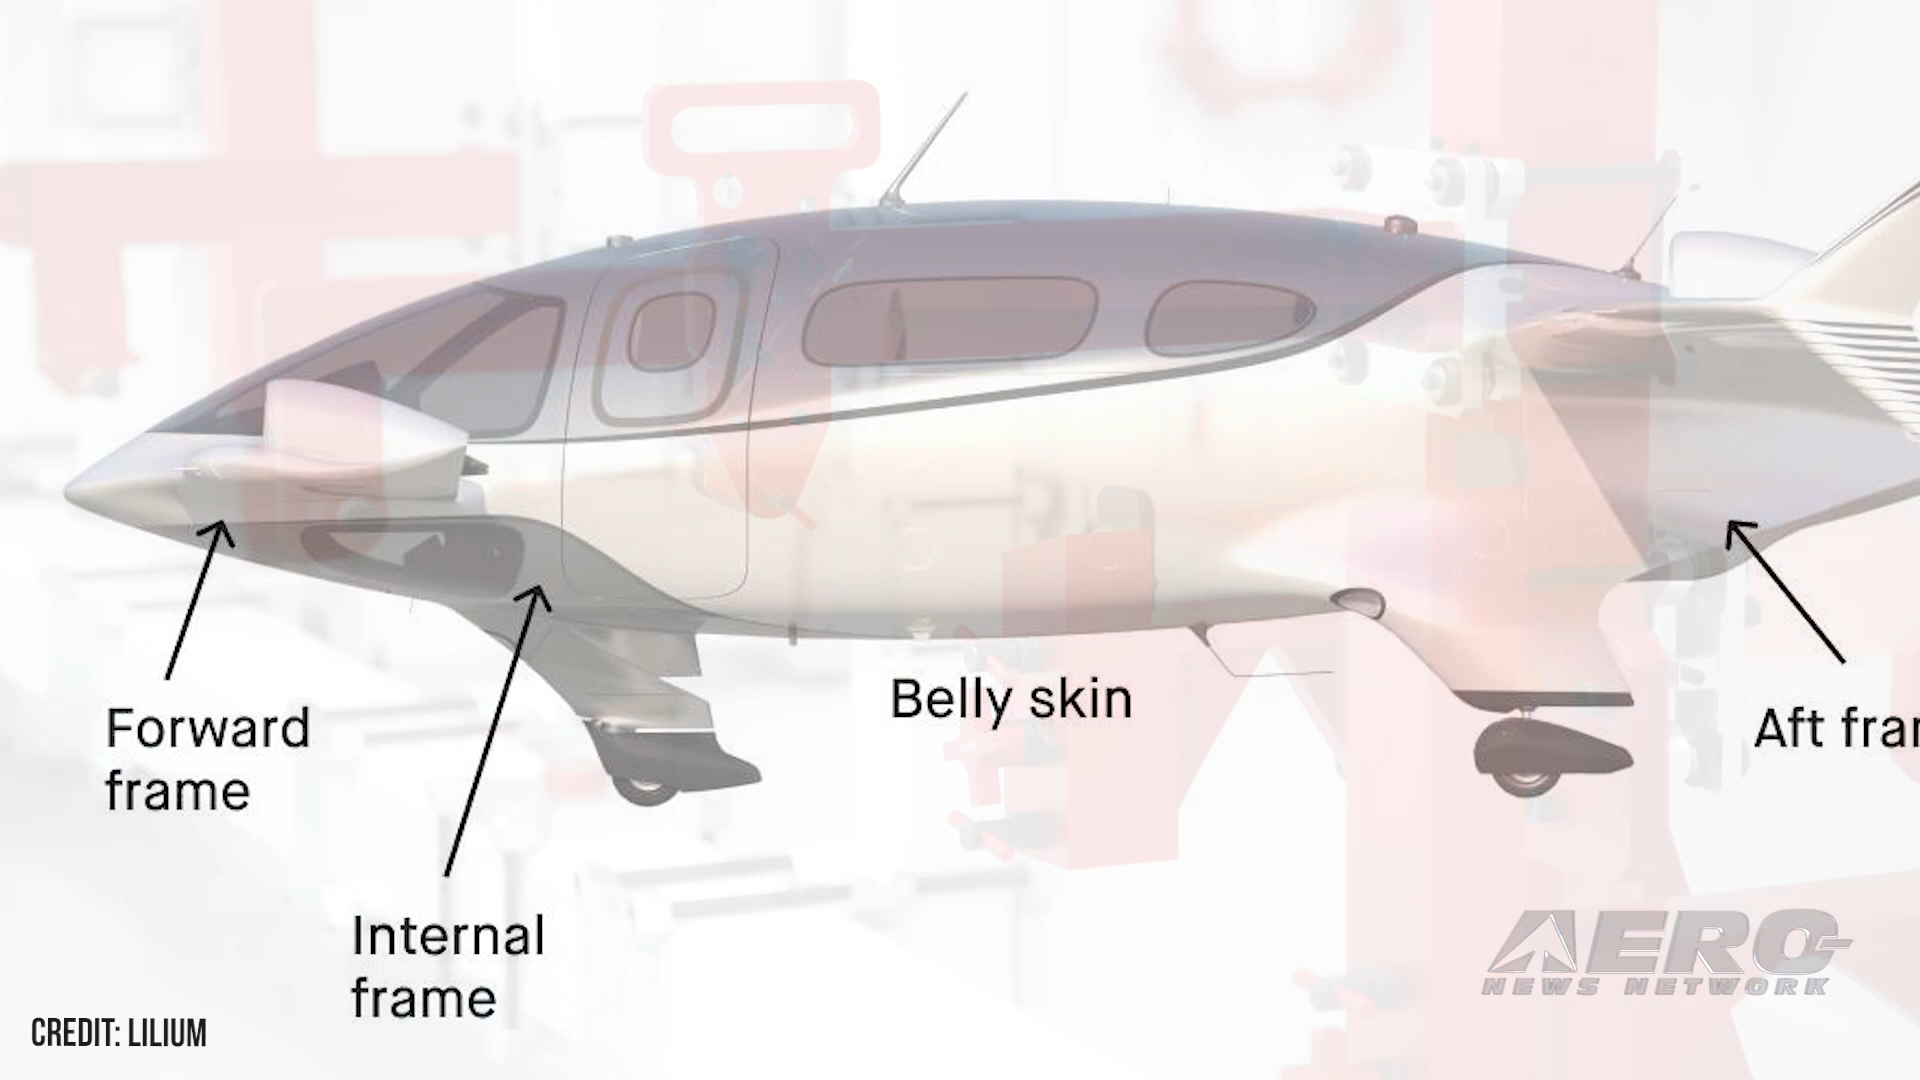 Belly skin
Forward
frame
Aft fra
Internal
frame
AERO
NEWS NETWORK
CREDIT: LILIUM